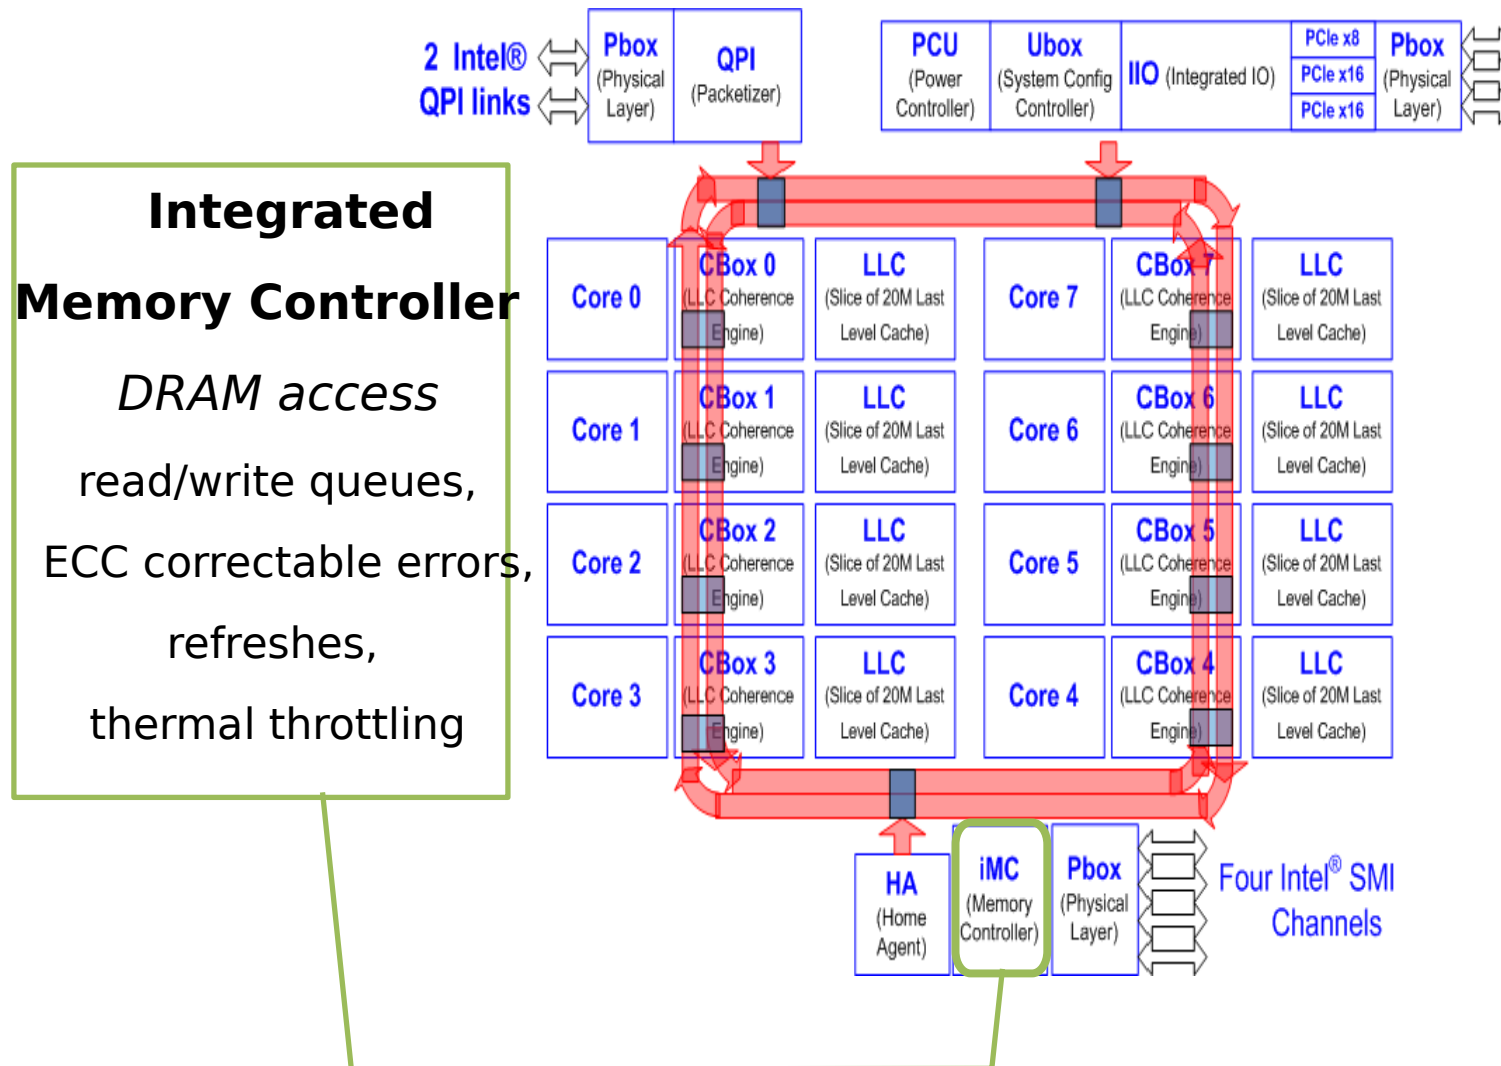 2 Intel®
QPI links
Pbox
(Physical
Layer)
QPI
(Packetizer)
PCU
(Power
Controller)
Ubox
(System Config
Controller)
IIO (Integrated IO)
PCIe x8
PCIe x16
PCIe x16
Pbox
(Physical
Layer)
Integrated
Memory Controller
DRAM access
read/write queues,
ECC correctable errors,
refreshes,
thermal throttling
Core 0
CBox 0
(LLC Coherence
Engine)
LLC
(Slice of 20M Last
Level Cache)
Core 7
CBox 7
(LLC Coherence
Engine)
LLC
(Slice of 20M Last
Level Cache)
Core 1
CBox 1
(LLC Coherence
Engine)
LLC
(Slice of 20M Last
Level Cache)
Core 6
CBox 6
(LLC Coherence
Engine)
LLC
(Slice of 20M Last
Level Cache)
Core 2
CBox 2
(LLC Coherence
Engine)
LLC
(Slice of 20M Last
Level Cache)
Core 5
CBox 5
(LLC Coherence
Engine)
LLC
(Slice of 20M Last
Level Cache)
Core 3
CBox 3
(LLC Coherence
Engine)
LLC
(Slice of 20M Last
Level Cache)
Core 4
CBox 4
(LLC Coherence
Engine)
LLC
(Slice of 20M Last
Level Cache)
HA
(Home
Agent)
iMC
(Memory
Controller)
Pbox
(Physical
Layer)
Four Intel® SMI
Channels